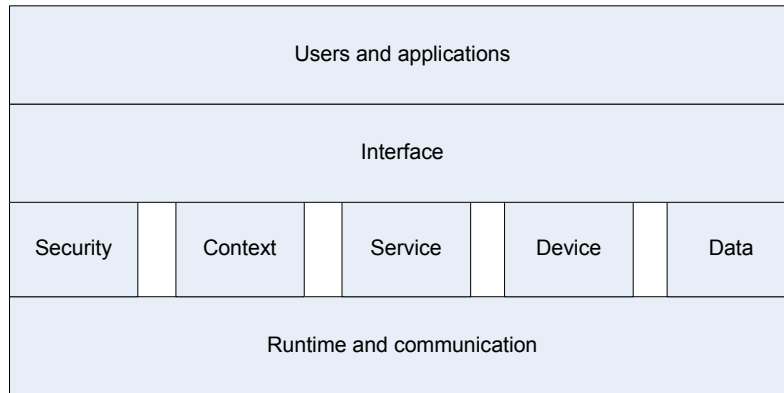 Users and applications
Interface
Security Context Service Device Data
Runtime and communication